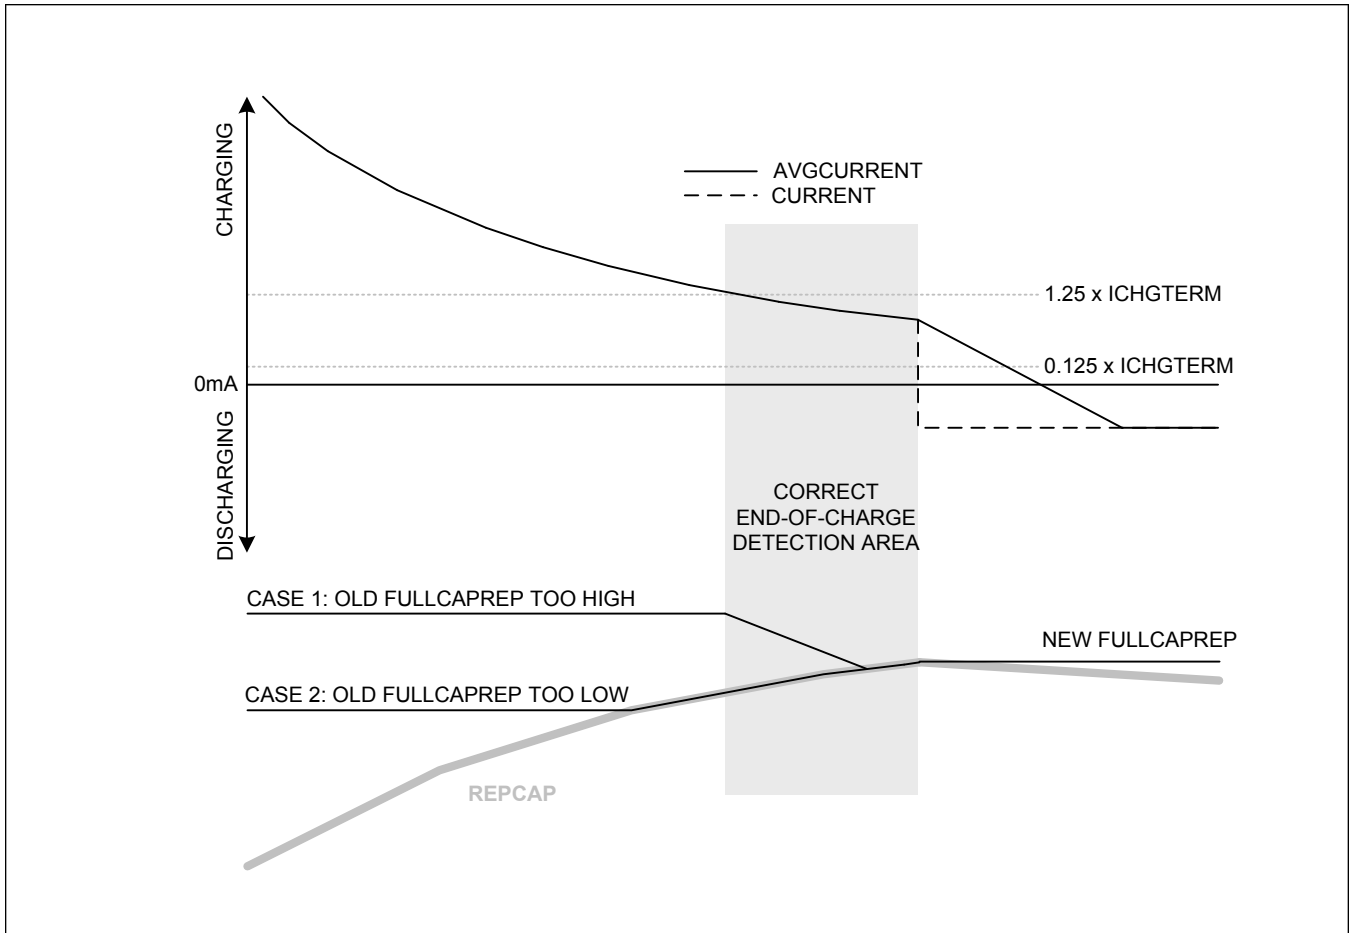 CHARGING
AVGCURRENT
CURRENT
1.25 x ICHGTERM
0.125 x ICHGTERM
0mA
DISCHARGING
CORRECT
END-OF-CHARGE
DETECTION AREA
CASE 1: OLD FULLCAPREP TOO HIGH
NEW FULLCAPREP
CASE 2: OLD FULLCAPREP TOO LOW
REPCAP